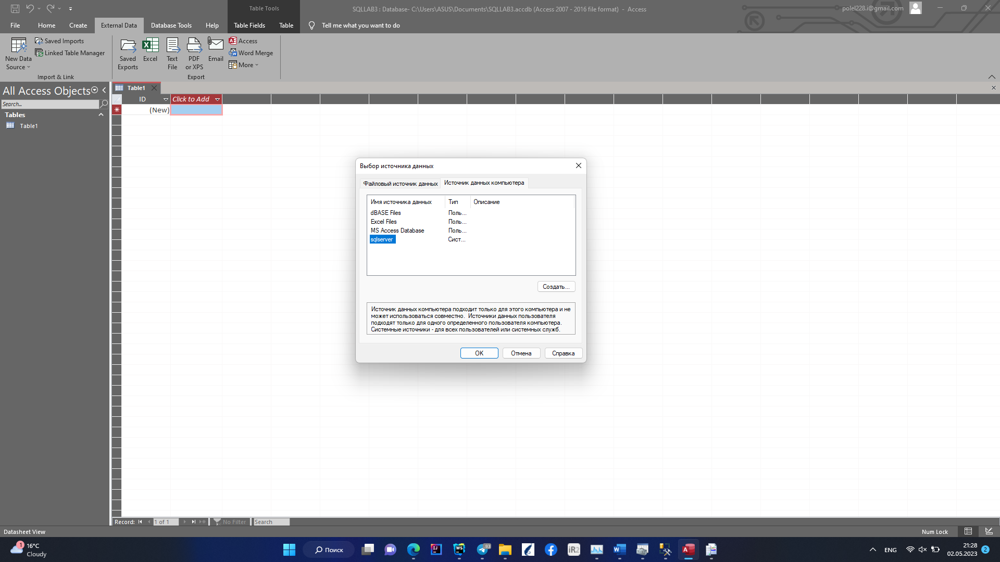 Table Tools
SQLLAB3 : Database- C:\Users\ASUS\Documents\SQLLAB3.accdb (Access 2007 - 2016 file format)  -  Access
polel228.i@gmail.com
File
Home
Create
External Data
Database Tools
Help
Table Fields
Table
Tell me what you want to do
New Data
Source
Saved Imports
Linked Table Manager
Import & Link
Saved
Exports
Excel
Text
File
PDF
or XPS
Email
Access
Word Merge
More
Export
All Access Objects
Search...
Tables
Table1
Table1
ID
Click to Add
(New)
Выбор источника данных
Файловый источник данных
Источник данных компьютера
Имя источника данных
Тип
Описание
dBASE Files
Поль...
Excel Files
Поль...
MS Access Database
Поль...
sqlserver
Сист...
Создать...
Источник данных компьютера подходит только для этого компьютера и не
может использоваться совместно.  Источники данных пользователя
подходят только для одного определенного пользователя компьютера.
Системные источники - для всех пользователей или системных служб.
OK
Отмена
Справка
Record:
1 of 1
No Filter
Search
Datasheet View
Num Lock
1
16°C
Cloudy
Поиск
IJ
WS
93
iR2
W
A
ENG
21:28
02.05.2023
2